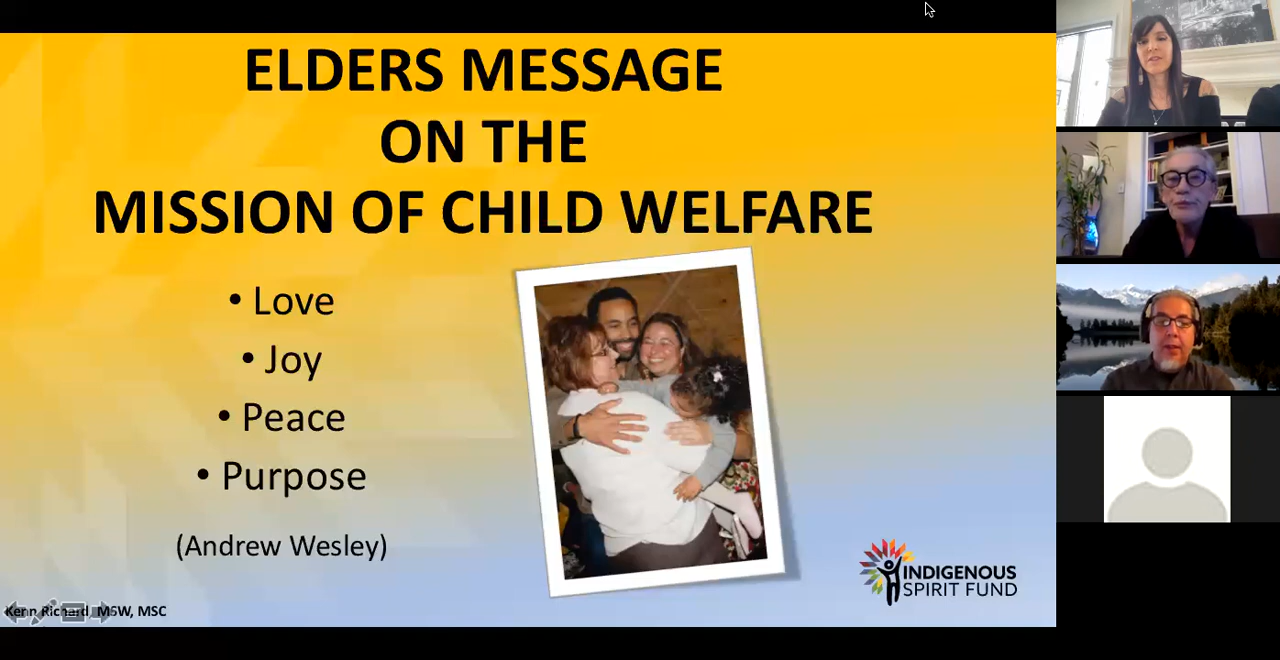 ELDERS MESSAGE
ON THE
MISSION OF CHILD WELFARE
• Love
• Joy
• Peace
• Purpose
(Andrew Wesley)
INDIGENOUS
SPIRIT FUND
Kenn Richard, MSW, MSC